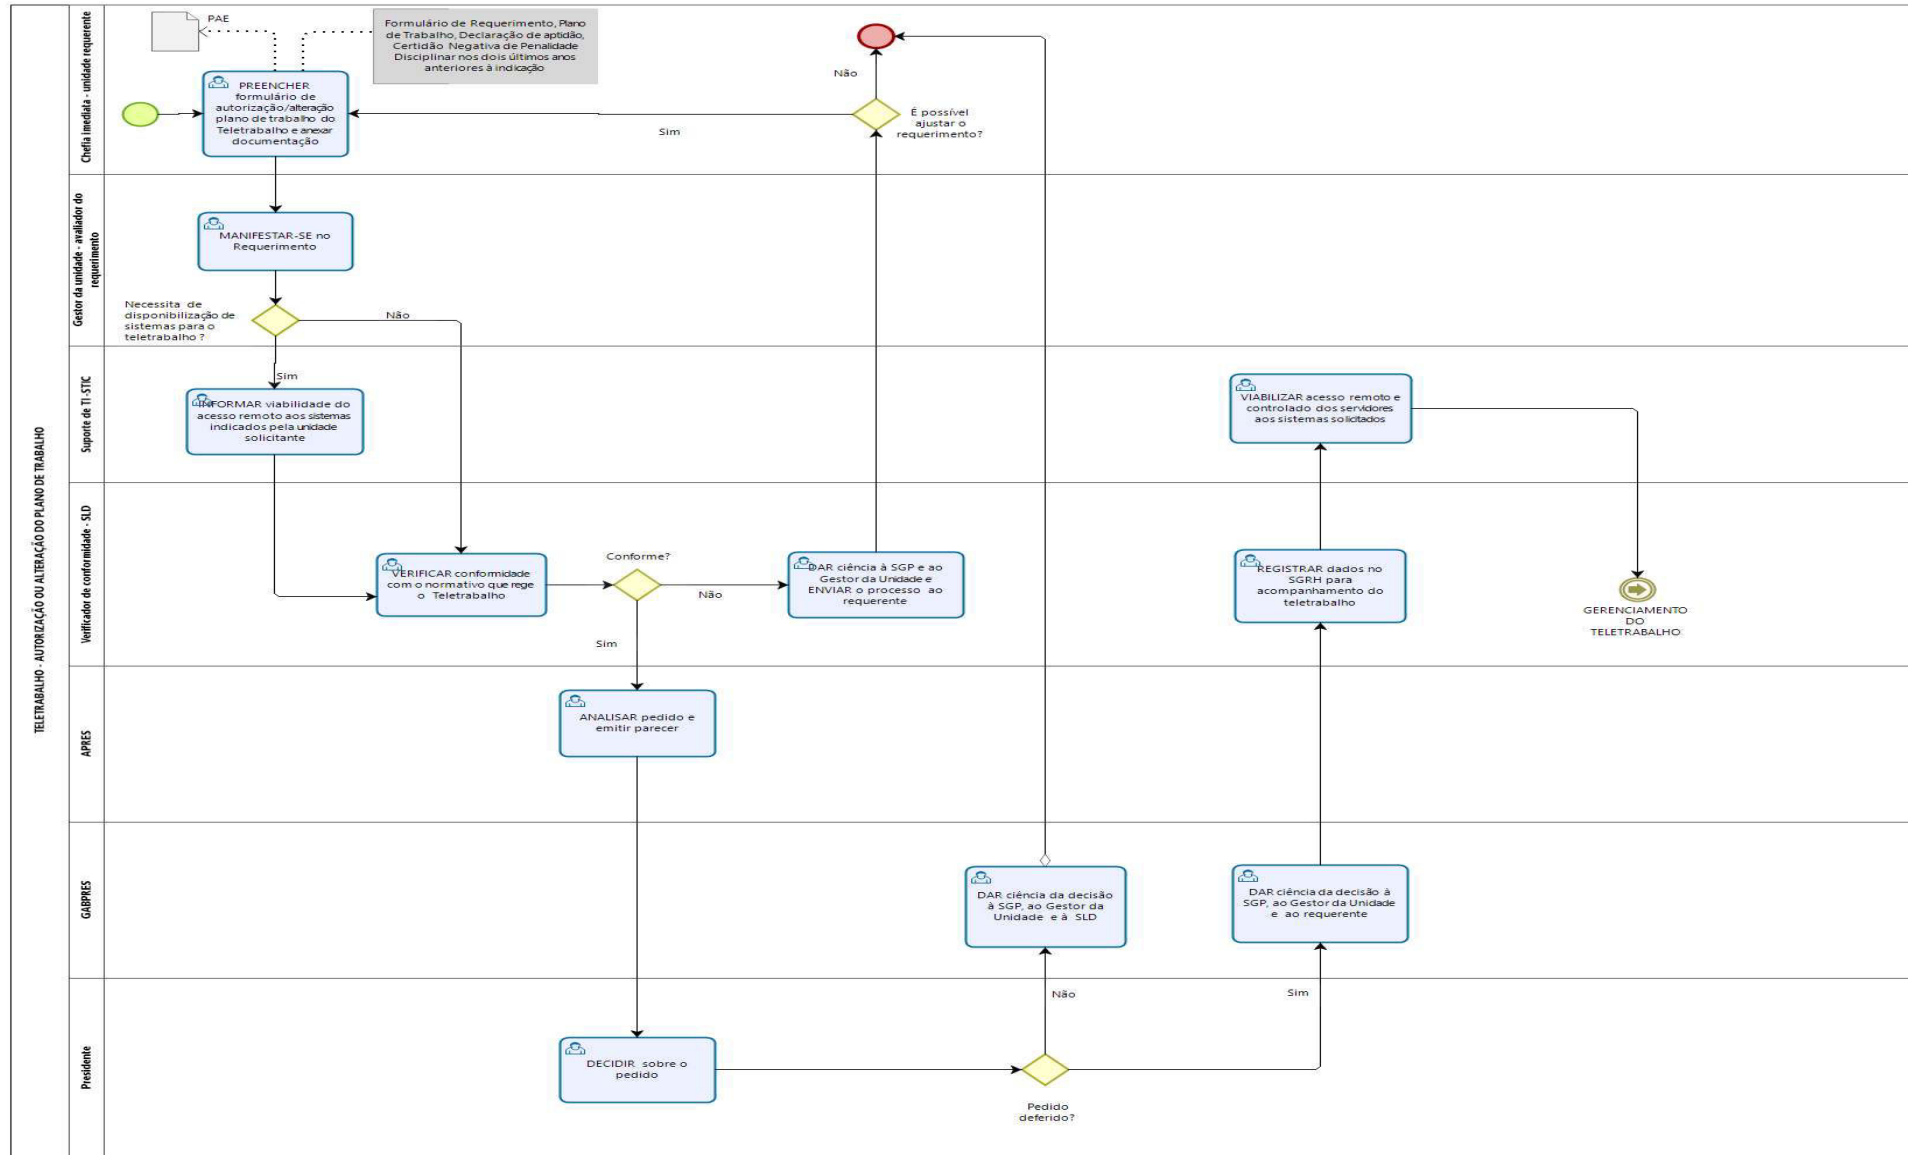 TELETRABALHO - AUTORIZAÇÃO OU ALTERAÇÃO DO PLANO DE TRABALHO
Chefia imediata - unidade requerente
PAE
Formulário de Requerimento, Plano
de Trabalho, Declaração de aptidão,
Certidão Negativa de Penalidade
Disciplinar nos dois últimos anos
anteriores à indicação
PREENCHER
formulário de
autorização/alteração
plano de trabalho do
Teletrabalho e anexar
documentação
Sim
Não
É possível
ajustar o
requerimento?
Gestor da unidade - avaliador do
requerimento
MANIFESTAR-SE no
Requerimento
Necessita de
disponibilização de
sistemas para o
teletrabalho ?
Não
Sim
Suporte de TI-STIC
INFORMAR viabilidade do
acesso remoto aos sistemas
indicados pela unidade
solicitante
VIABILIZAR acesso remoto e
controlado dos servidores
aos sistemas solicitados
Verificador de conformidade - SLD
VERIFICAR conformidade
com o normativo que rege
o Teletrabalho
Conforme?
Não
Sim
DAR ciência à SGP e ao
Gestor da Unidade e
ENVIAR o processo ao
requerente
REGISTRAR dados no
SGRH para
acompanhamento do
teletrabalho
GERENCIAMENTO
DO
TELETRABALHO
APRES
ANALISAR pedido e
emitir parecer
GABPRES
DAR ciência da decisão
à SGP, ao Gestor da
Unidade e à SLD
DAR ciência da decisão à
SGP, ao Gestor da Unidade
e ao requerente
Presidente
DECIDIR sobre o
pedido
Não
Sim
Pedido
deferido?